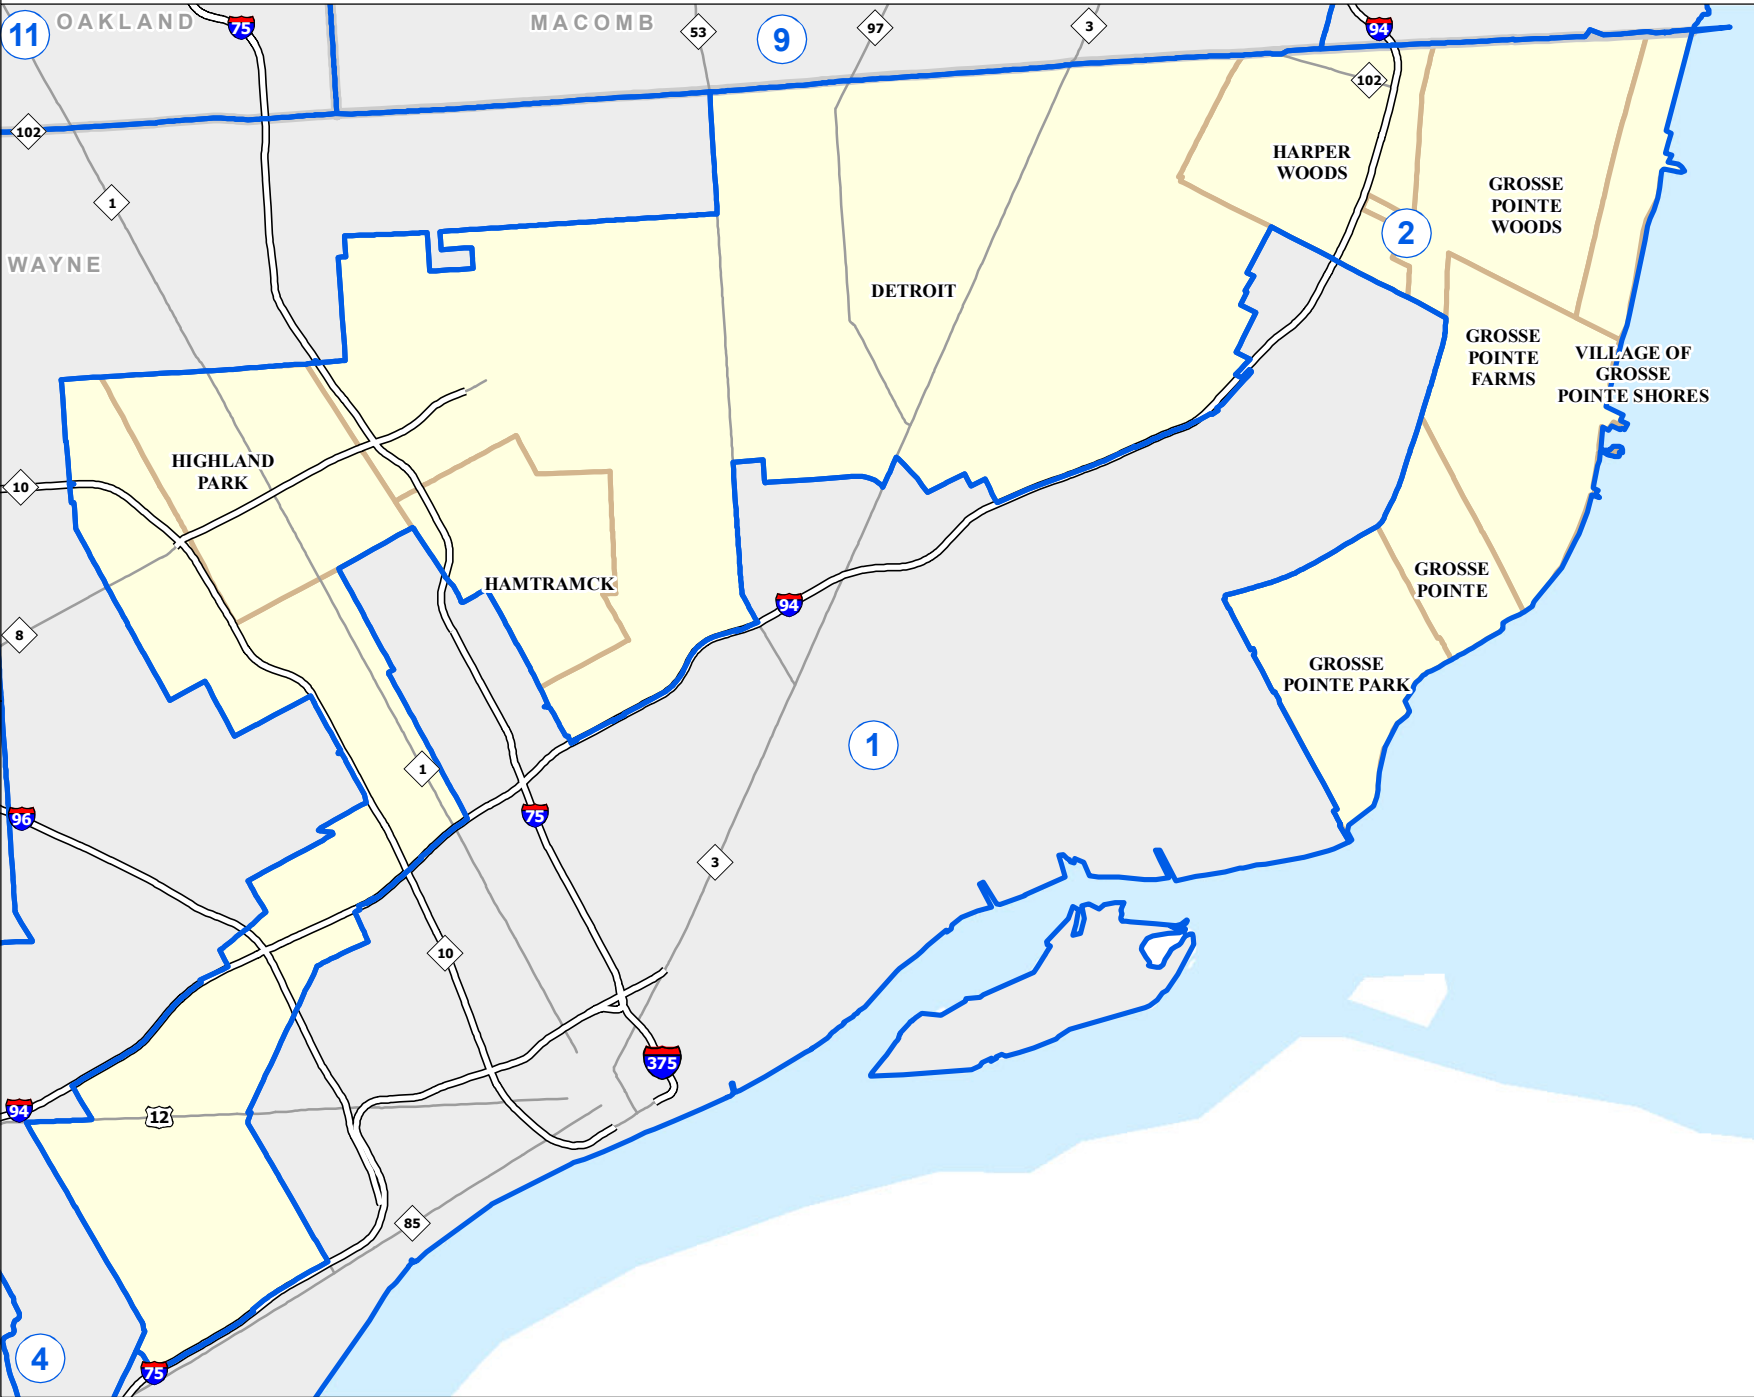 11
OAKLAND
75
MACOMB
53
9
97
3
94
102
102
1
HARPER
WOODS
GROSSE
POINTE
WOODS
2
WAYNE
DETROIT
GROSSE
POINTE
FARMS
VILLAGE OF
GROSSE
POINTE SHORES
HIGHLAND
PARK
10
HAMTRAMCK
GROSSE
POINTE
94
8
GROSSE
POINTE PARK
1
1
96
75
3
10
375
94
12
85
4
75